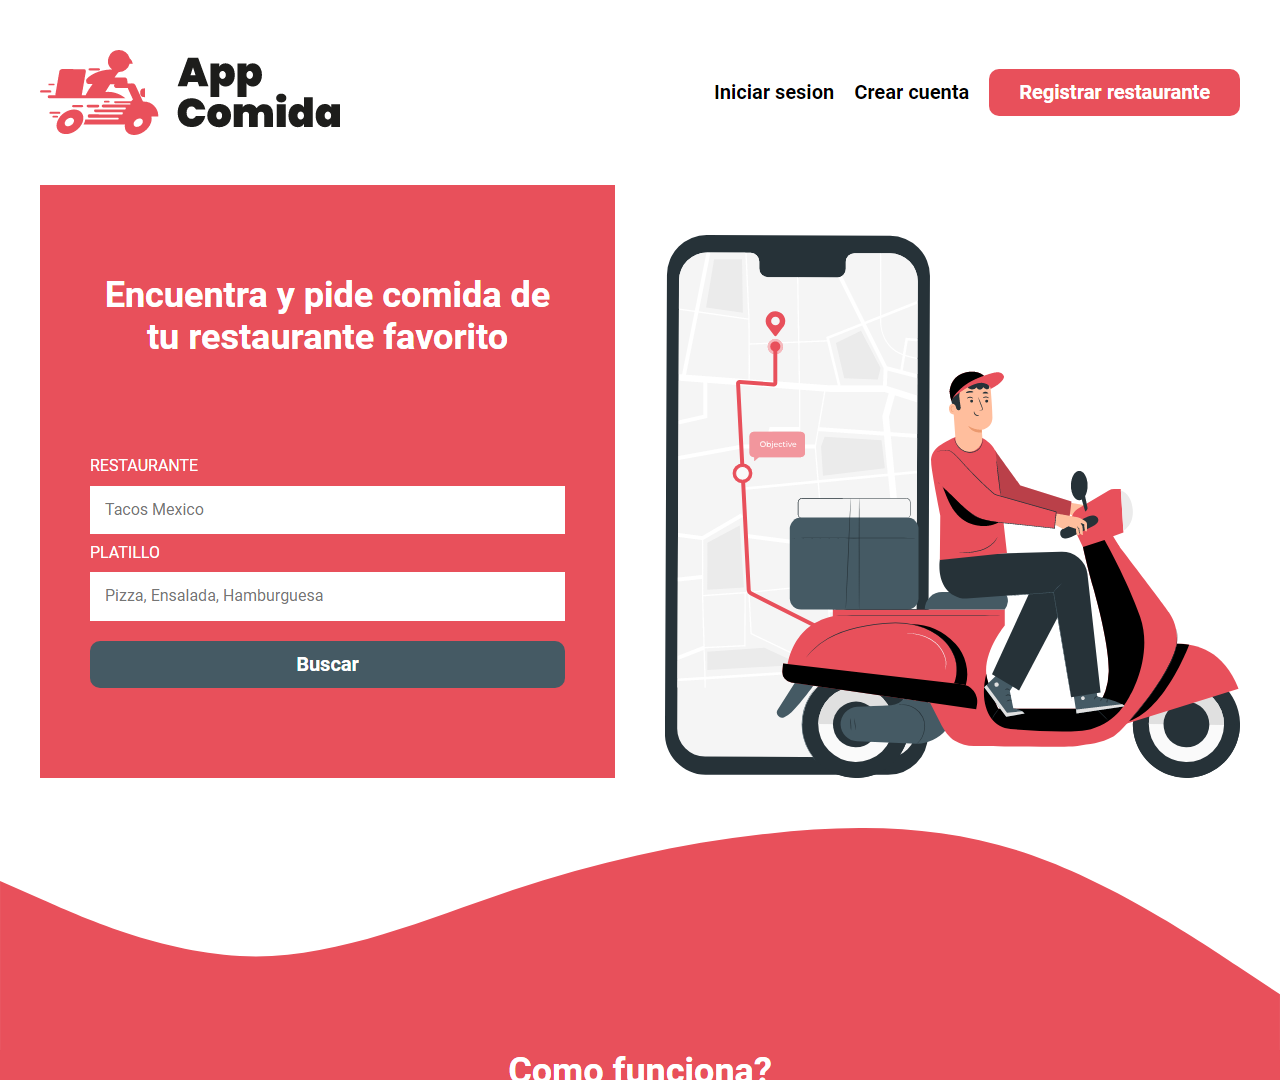 App
Comida
Iniciar sesion
Crear cuenta
Registrar restaurante
Encuentra y pide comida de
tu restaurante favorito
RESTAURANTE
Tacos Mexico
PLATILLO
Pizza, Ensalada, Hamburguesa
Buscar
Objective
Como funciona?